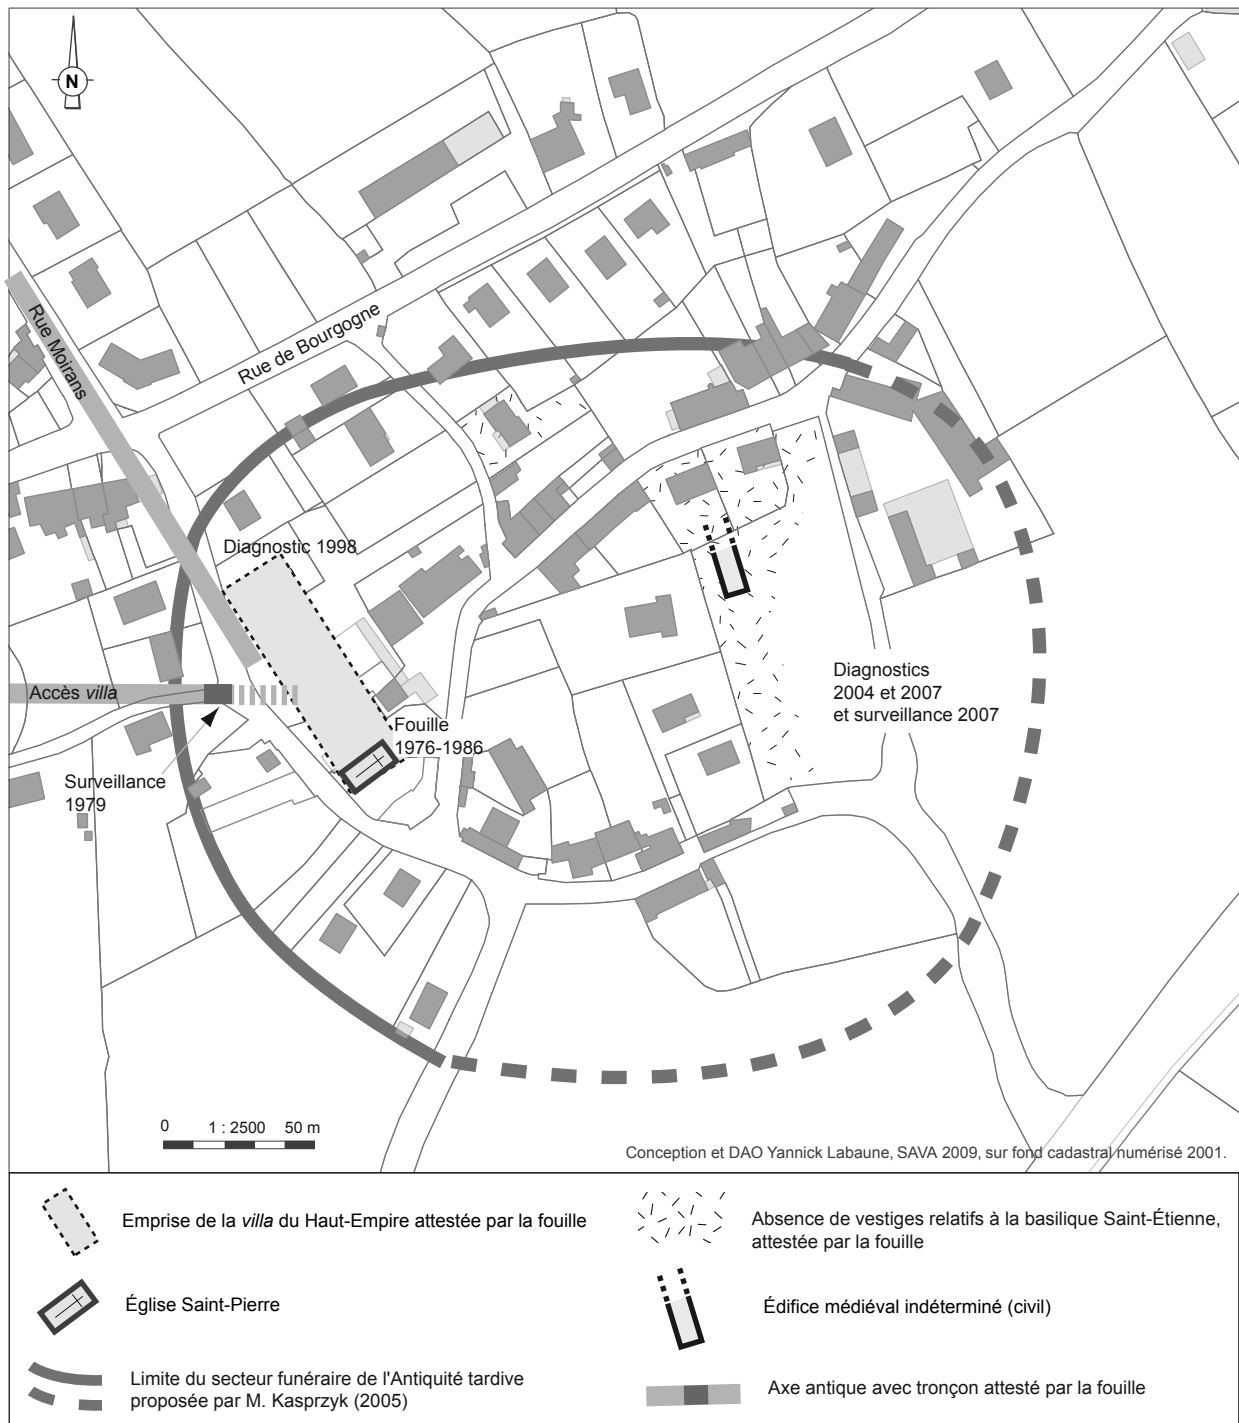 N
Rue Moirans
Rue de Bourgogne
Diagnostic 1998
Accès villa
Fouille
1976-1986
Surveillance
1979
Diagnostics
2004 et 2007
et surveillance 2007
0 1 : 2500 50 m
Conception et DAO Yannick Labaune, SAVA 2009, sur fond cadastral numérisé 2001.
Emprise de la villa du Haut-Empire attestée par la fouille
Église Saint-Pierre
Limite du secteur funéraire de l'Antiquité tardive
proposée par M. Kasprzyk (2005)
Absence de vestiges relatifs à la basilique Saint-Étienne,
attestée par la fouille
Édifice médiéval indéterminé (civil)
Axe antique avec tronçon attesté par la fouille